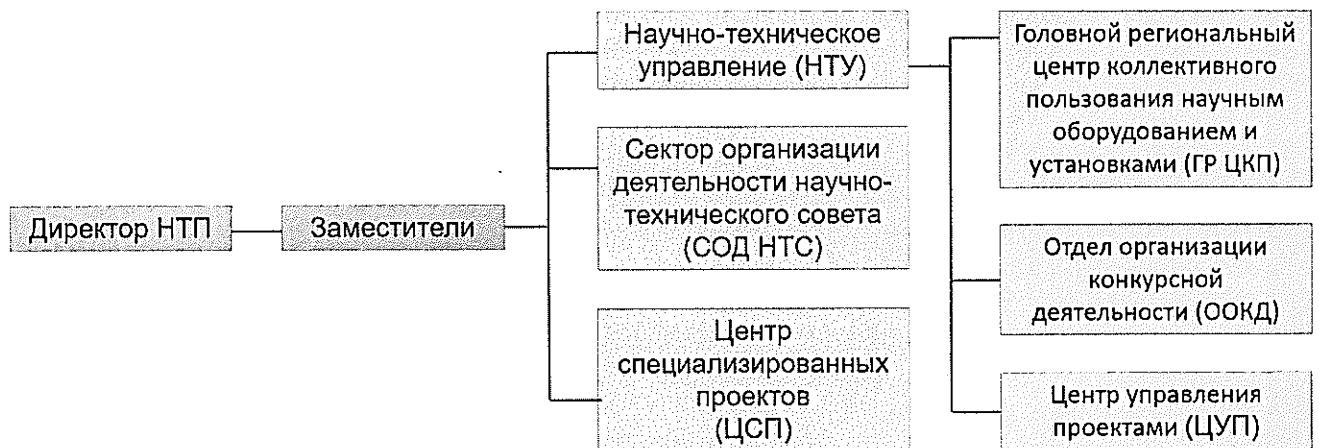 Директор НТП
Заместители
Научно-техническое
управление (НТУ)
Сектор организации
деятельности научно-
технического совета
(СОД НТС)
Центр
специализированных
проектов
(ЦСП)
Головной региональный
центр коллективного
пользования научным
оборудованием и
установками (ГР ЦКП)
Отдел организации
конкурсной
деятельности (ООКД)
Центр управления
проектами (ЦУП)